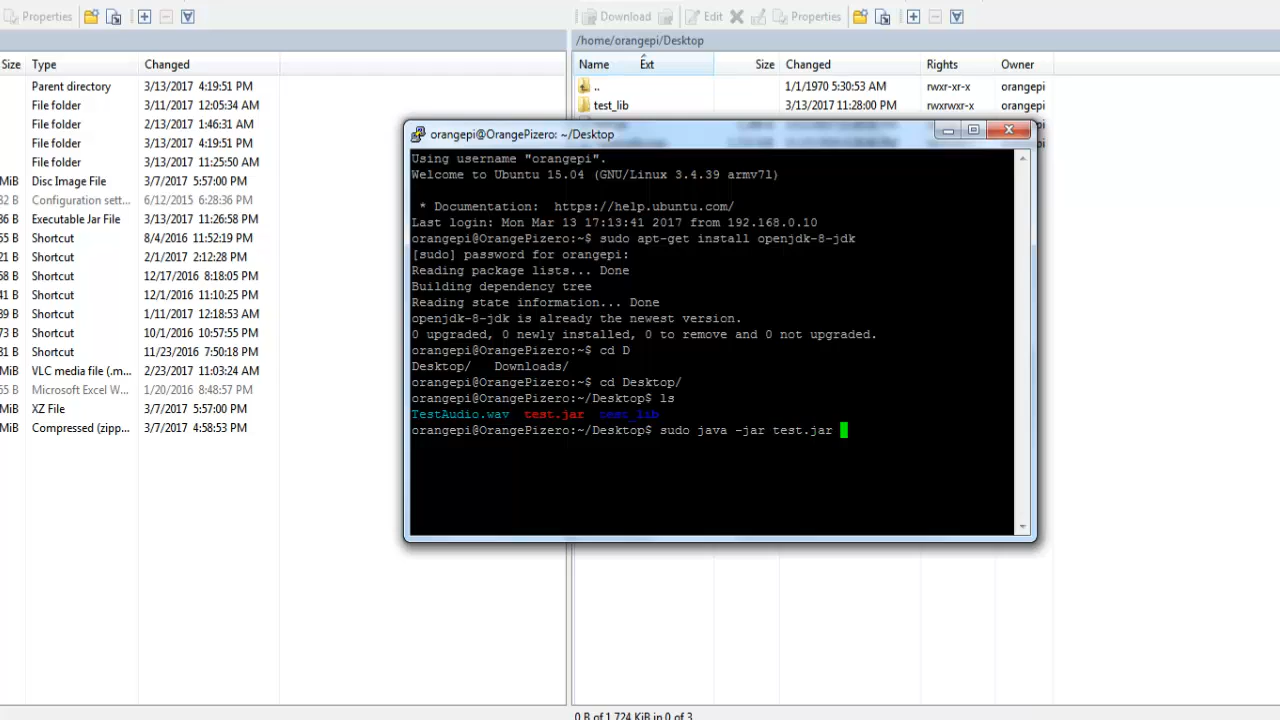 Properties
Download Edit Properties
/home/orangepi/Desktop
Size Type Changed
Name Ext Size Changed Rights Owner
Parent directory 3/13/2017 4:19:51 PM
.. 1/1/1970 5:30:53 AM rwxr-xr-x orangepi
File folder 3/11/2017 12:05:34 AM
test_lib 3/13/2017 11:28:00 PM rwxrwxr-x orangepi
File folder 2/13/2017 1:46:31 AM
File folder 3/7/2017 5:57:00 PM
File folder 3/13/2017 11:25:50 AM
MiB Disc Image File 3/7/2017 5:57:00 PM
82 B Configuration sett... 6/12/2015 6:28:36 PM
86 B Executable Jar File 3/13/2017 11:26:58 PM
55 B Shortcut 8/4/2016 11:52:19 PM
55 B Shortcut 2/1/2017 2:12:28 PM
06 B Shortcut 12/17/2016 8:18:05 PM
41 B Shortcut 12/1/2016 11:10:25 PM
39 B Shortcut 1/11/2017 12:18:53 AM
73 B Shortcut 10/1/2016 10:57:55 PM
31 B Shortcut 11/23/2016 7:50:18 PM
MiB VLC media file (.m... 2/23/2017 11:03:24 AM
55 B Microsoft Excel W... 1/20/2016 8:48:57 PM
MiB XZ File 3/7/2017 5:57:00 PM
MiB Compressed (zipp... 3/7/2017 4:58:53 PM
orangepi@OrangePizero: ~/Desktop
Using username "orangepi".
Welcome to Ubuntu 15.04 (GNU/Linux 3.4.39 armv7l)
* Documentation: https://help.ubuntu.com/
Last login: Mon Mar 13 17:13:41 2017 from 192.168.0.10
orangepi@OrangePizero:~$ sudo apt-get install openjdk-8-jdk
[sudo] password for orangepi:
Reading package lists... Done
Building dependency tree
Reading state information... Done
openjdk-8-jdk is already the newest version.
0 upgraded, 0 newly installed, 0 to remove and 0 not upgraded.
orangepi@OrangePizero:~$ cd D
Desktop/ Downloads/
orangepi@OrangePizero:~$ cd Desktop/
orangepi@OrangePizero:~/Desktop$ ls
TestAudio.wav test.jar test_lib
orangepi@OrangePizero:~/Desktop$ sudo java -jar test.jar
0 B of 1,724 KiB in 0 of 3